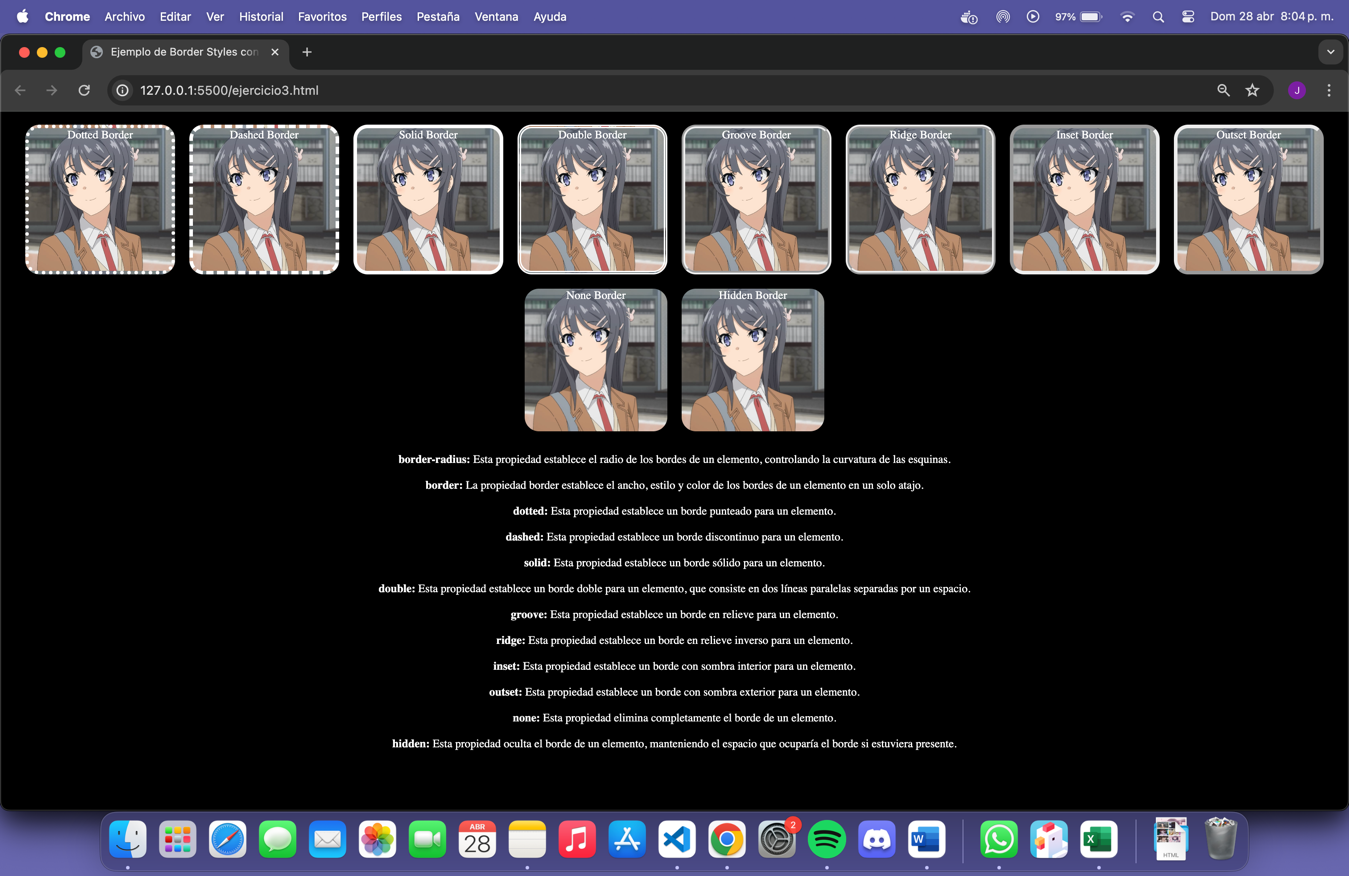 Chrome Archivo Editar Ver Historial Favoritos Perfiles Pestaña Ventana Ayuda 97% Dom 28 abr 8:04 p. m.
Ejemplo de Border Styles con
127.0.0.1:5500/ejercicio3.html J
Dotted Border Dashed Border Solid Border Double Border Groove Border Ridge Border Inset Border Outset Border
None Border Hidden Border
border-radius: Esta propiedad establece el radio de los bordes de un elemento, controlando la curvatura de las esquinas.
border: La propiedad border establece el ancho, estilo y color de los bordes de un elemento en un solo atajo.
dotted: Esta propiedad establece un borde punteado para un elemento.
dashed: Esta propiedad establece un borde discontinuo para un elemento.
solid: Esta propiedad establece un borde sólido para un elemento.
double: Esta propiedad establece un borde doble para un elemento, que consiste en dos líneas paralelas separadas por un espacio.
groove: Esta propiedad establece un borde en relieve para un elemento.
ridge: Esta propiedad establece un borde en relieve inverso para un elemento.
inset: Esta propiedad establece un borde con sombra interior para un elemento.
outset: Esta propiedad establece un borde con sombra exterior para un elemento.
none: Esta propiedad elimina completamente el borde de un elemento.
hidden: Esta propiedad oculta el borde de un elemento, manteniendo el espacio que ocuparía el borde si estuviera presente.
ABR 2
28 W X HTML